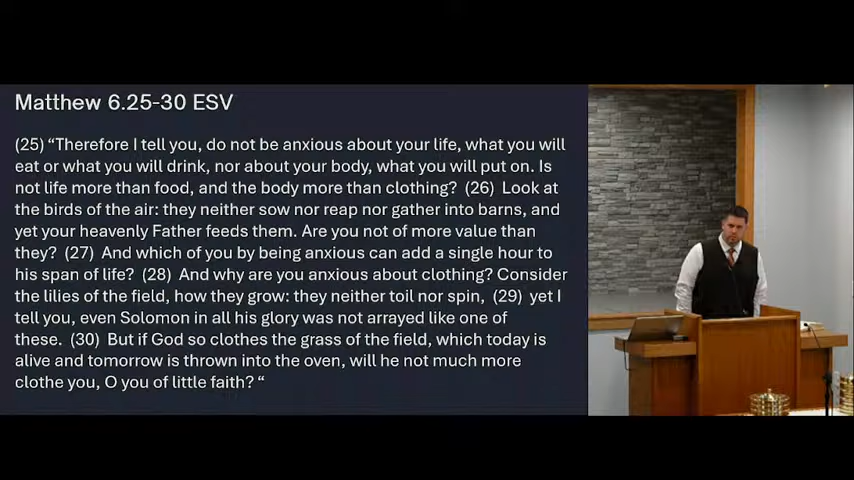 Matthew 6.25-30 ESV
(25) “Therefore I tell you, do not be anxious about your life, what you will
eat or what you will drink, nor about your body, what you will put on. Is
not life more than food, and the body more than clothing? (26) Look at
the birds of the air: they neither sow nor reap nor gather into barns, and
yet your heavenly Father feeds them. Are you not of more value than
they? (27) And which of you by being anxious can add a single hour to
his span of life? (28) And why are you anxious about clothing? Consider
the lilies of the field, how they grow: they neither toil nor spin, (29) yet I
tell you, even Solomon in all his glory was not arrayed like one of
these. (30) But if God so clothes the grass of the field, which today is
alive and tomorrow is thrown into the oven, will he not much more
clothe you, O you of little faith? “